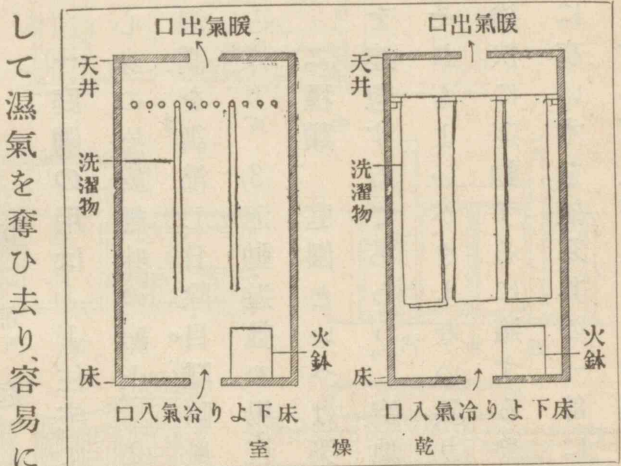 暖氣出口
天井
洗濯物
火鉢
床
床下より冷氣入口
暖氣出口
天井
洗濯物
火鉢
床
床下より冷氣入口
乾燥室
して濕氣を奪ひ去り、容易に